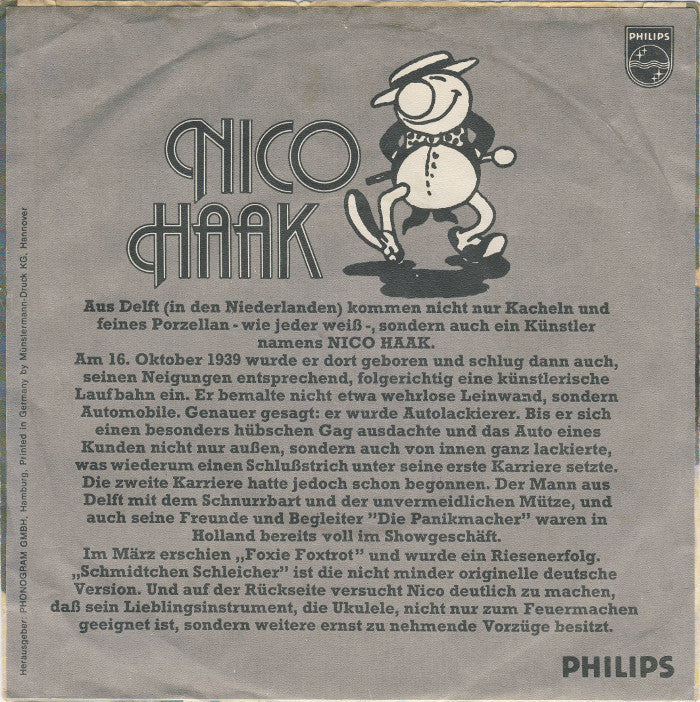 PHILIPS
NICO
HAAK
Aus Delft (in den Niederlanden) kommen nicht nur Kacheln und
feines Porzellan - wie jeder weiß -, sondern auch ein Künstler
namens NICO HAAK.
Am 16. Oktober 1939 wurde er dort geboren und schlug dann auch,
seinen Neigungen entsprechend, folgerichtig eine künstlerische
Laufbahn ein. Er bemalte nicht etwa wehrlose Leinwand, sondern
Automobile. Genauer gesagt: er wurde Autolackierer. Bis er sich
einen besonders hübschen Gag ausdachte und das Auto eines
Kunden nicht nur außen, sondern auch von innen ganz lackierte,
was wiederum einen Schlußstrich unter seine erste Karriere setzte.
Die zweite Karriere hatte jedoch schon begonnen. Der Mann aus
Delft mit dem Schnurrbart und der unvermeidlichen Mütze, und
auch seine Freunde und Begleiter "Die Panikmacher" waren in
Holland bereits voll im Showgeschäft.
Im März erschien „Foxie Foxtrot" und wurde ein Riesenerfolg.
„Schmidtchen Schleicher" ist die nicht minder originelle deutsche
Version. Und auf der Rückseite versucht Nico deutlich zu machen,
daß sein Lieblingsinstrument, die Ukulele, nicht nur zum Feuermachen
geeignet ist, sondern weitere ernst zu nehmende Vorzüge besitzt.
Herausgeber PHONOGRAM GMBH, Hamburg, Printed in Germany by Münstermann-Druck KG, Hannover
PHILIPS